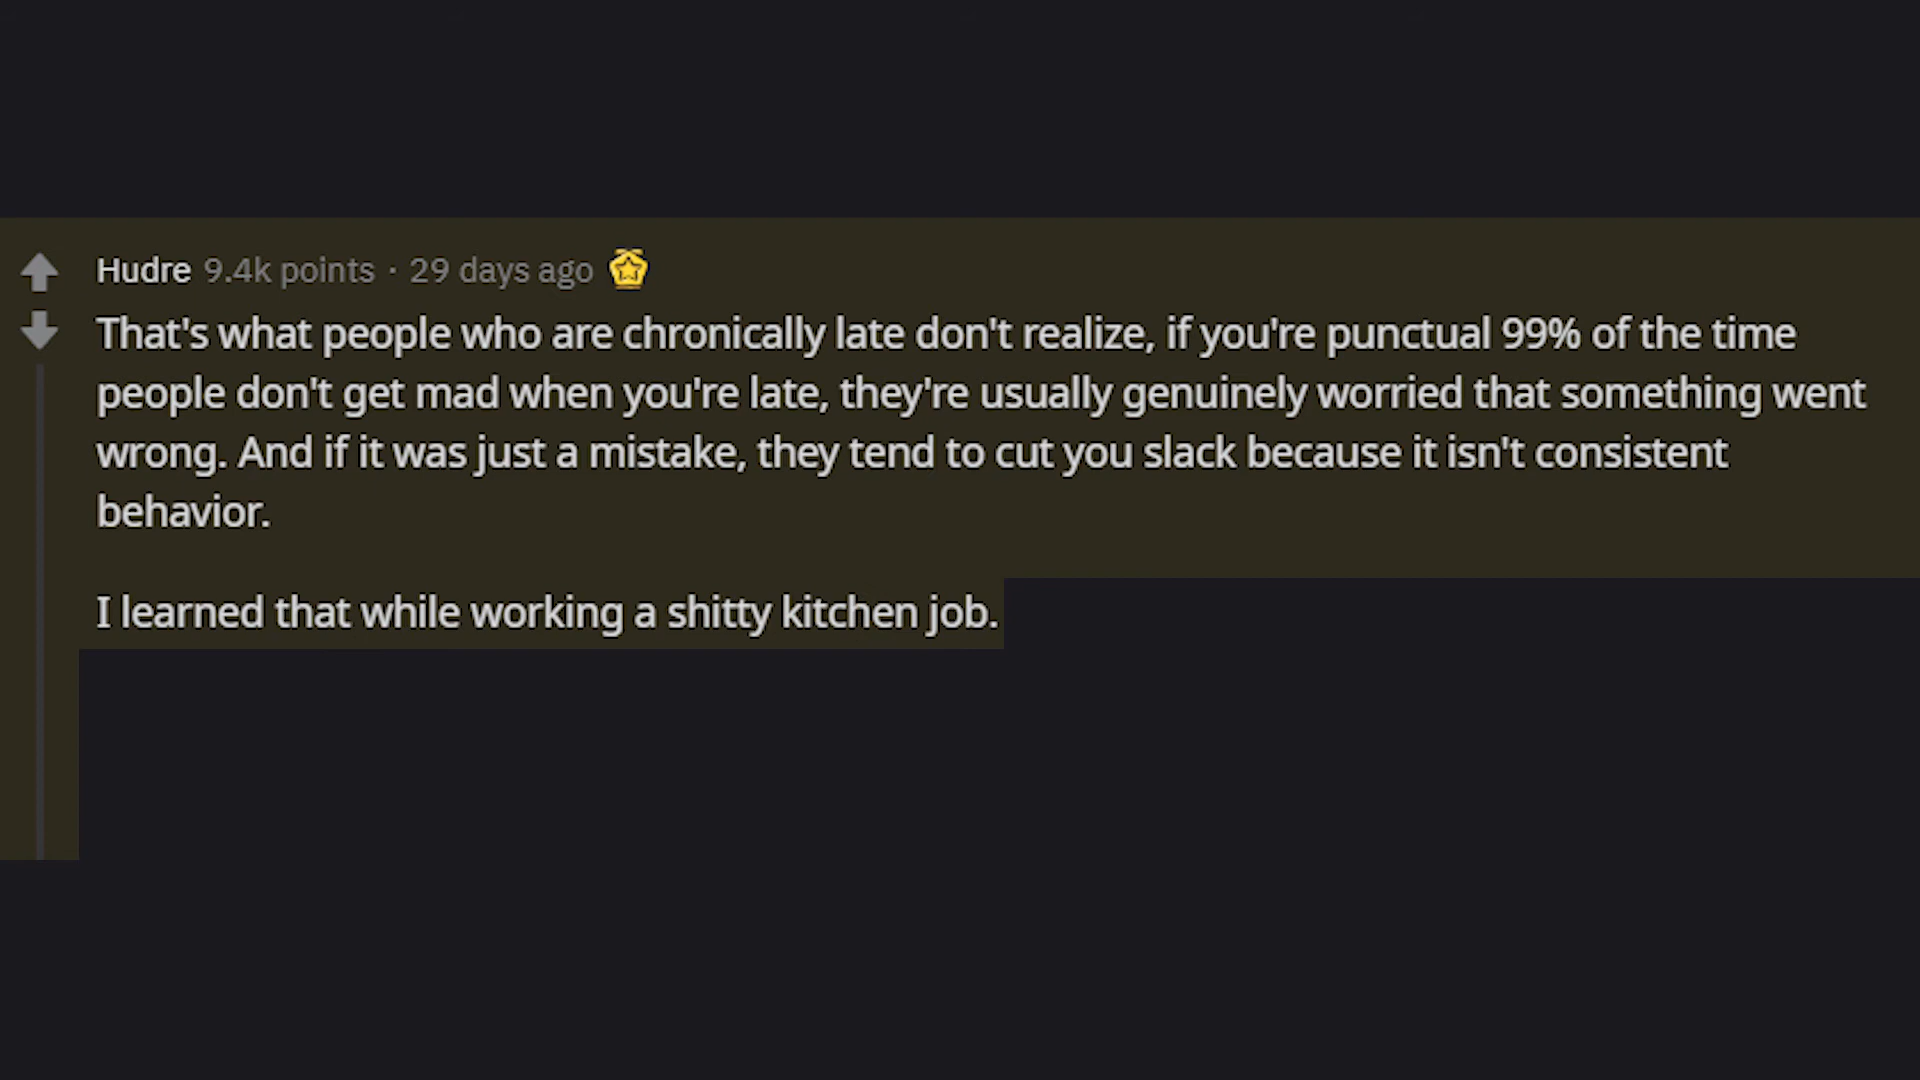 Hudre 9.4k points · 29 days ago
That's what people who are chronically late don't realize, if you're punctual 99% of the time
people don't get mad when you're late, they're usually genuinely worried that something went
wrong. And if it was just a mistake, they tend to cut you slack because it isn't consistent
behavior.
I learned that while working a shitty kitchen job.